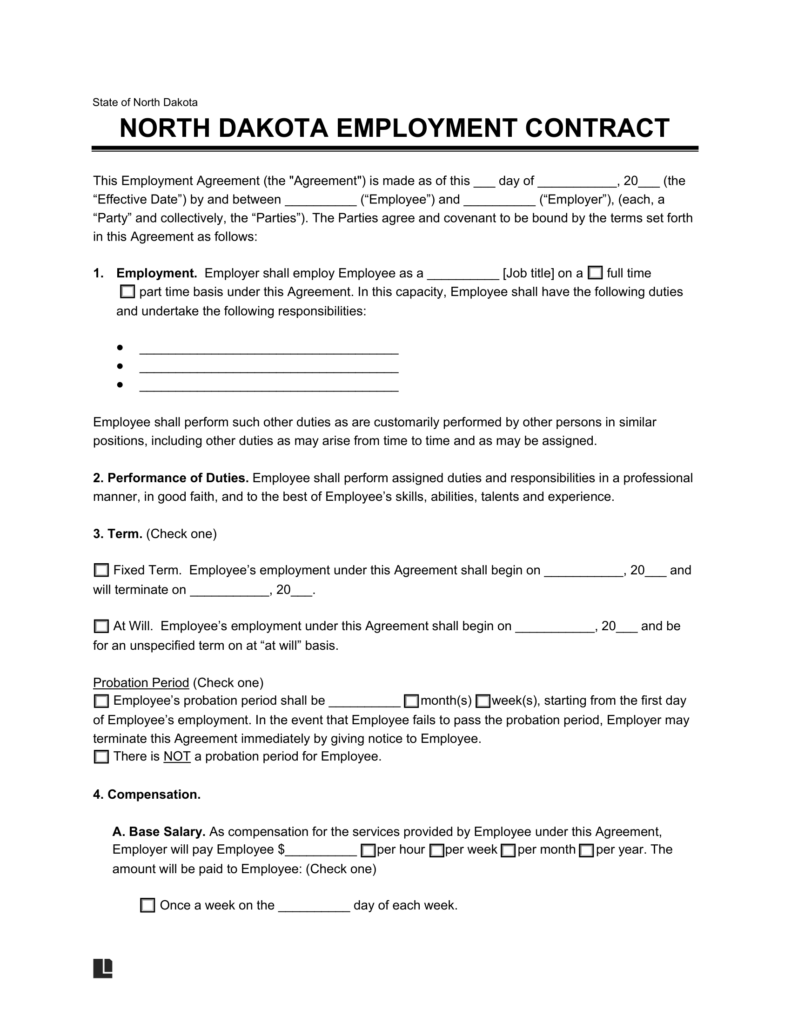 State of North Dakota
NORTH DAKOTA EMPLOYMENT CONTRACT
This Employment Agreement (the "Agreement") is made as of this ___ day of ___________, 20___ (the
“Effective Date”) by and between __________ (“Employee”) and __________ (“Employer”), (each, a
“Party” and collectively, the “Parties”). The Parties agree and covenant to be bound by the terms set forth
in this Agreement as follows:
1. Employment. Employer shall employ Employee as a __________ [Job title] on a ☐ full time
☐ part time basis under this Agreement. In this capacity, Employee shall have the following duties
and undertake the following responsibilities:
● ____________________________________
● ____________________________________
● ____________________________________
Employee shall perform such other duties as are customarily performed by other persons in similar
positions, including other duties as may arise from time to time and as may be assigned.
2. Performance of Duties. Employee shall perform assigned duties and responsibilities in a professional
manner, in good faith, and to the best of Employee’s skills, abilities, talents and experience.
3. Term. (Check one)
☐ Fixed Term. Employee’s employment under this Agreement shall begin on ___________, 20___ and
will terminate on ___________, 20___.
☐ At Will. Employee’s employment under this Agreement shall begin on ___________, 20___ and be
for an unspecified term on at “at will” basis.
Probation Period (Check one)
☐ Employee’s probation period shall be __________ ☐ month(s) ☐ week(s), starting from the first day
of Employee’s employment. In the event that Employee fails to pass the probation period, Employer may
terminate this Agreement immediately by giving notice to Employee.
☐ There is NOT a probation period for Employee.
4. Compensation.
A. Base Salary. As compensation for the services provided by Employee under this Agreement,
Employer will pay Employee $__________ ☐ per hour ☐ per week ☐ per month ☐ per year. The
amount will be paid to Employee: (Check one)
☐ Once a week on the __________ day of each week.